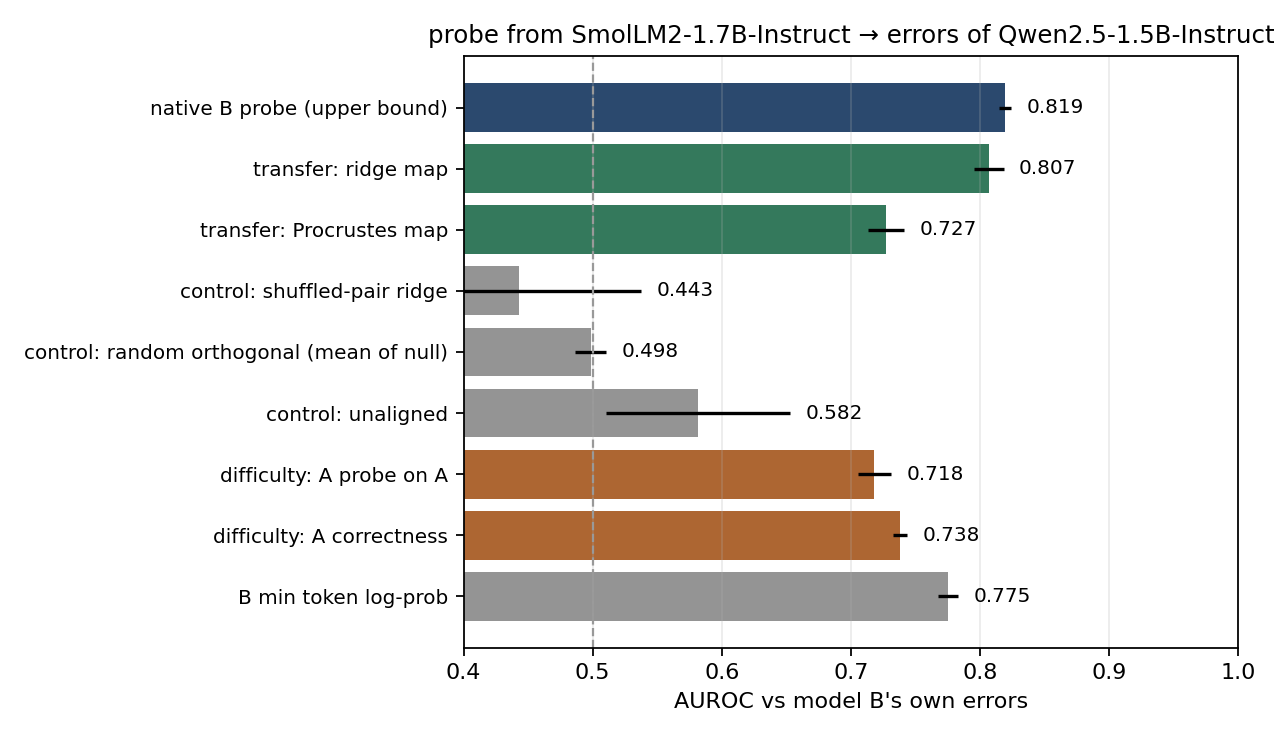 probe from SmolLM2-1.7B-Instruct → errors of Qwen2.5-1.5B-Instruct
native B probe (upper bound) 0.819
transfer: ridge map 0.807
transfer: Procrustes map 0.727
control: shuffled-pair ridge 0.443
control: random orthogonal (mean of null) 0.498
control: unaligned 0.582
difficulty: A probe on A 0.718
difficulty: A correctness 0.738
B min token log-prob 0.775
0.4 0.5 0.6 0.7 0.8 0.9 1.0
AUROC vs model B's own errors